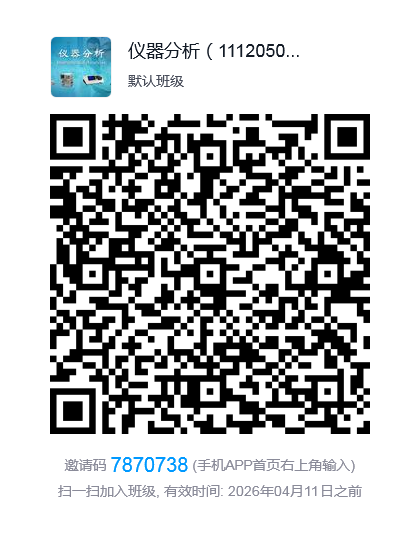 仪器分析
仪器分析（1112050...
默认班级
邀请码 7870738 (手机APP首页右上角输入)
扫一扫加入班级, 有效时间: 2026年04月11日之前